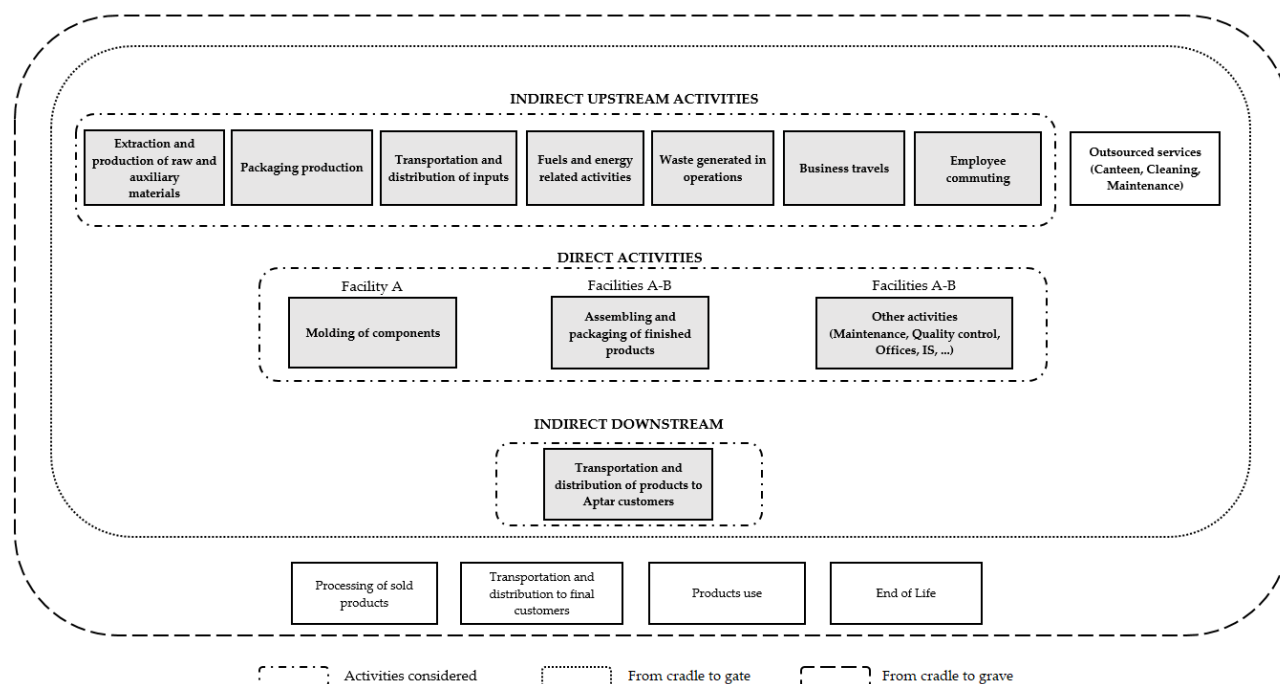 INDIRECT UPSTREAM ACTIVITIES
Extraction and
production of raw and
auxiliary
materials
Packaging production
Transportation and
distribution of inputs
Fuels and energy
related activities
Waste generated in
operations
Business travels
Employee
commuting
Outsourced services
(Canteen, Cleaning,
Maintenance)
DIRECT ACTIVITIES
Facility A
Molding of components
Facilities A-B
Assembling and
packaging of finished
products
Facilities A-B
Other activities
(Maintenance, Quality control,
Offices, IS, ...)
INDIRECT DOWNSTREAM
Transportation and
distribution of products to
Aptar customers
Processing of sold
products
Transportation and
distribution to final
customers
Products use
End of Life
Activities considered
From cradle to gate
From cradle to grave